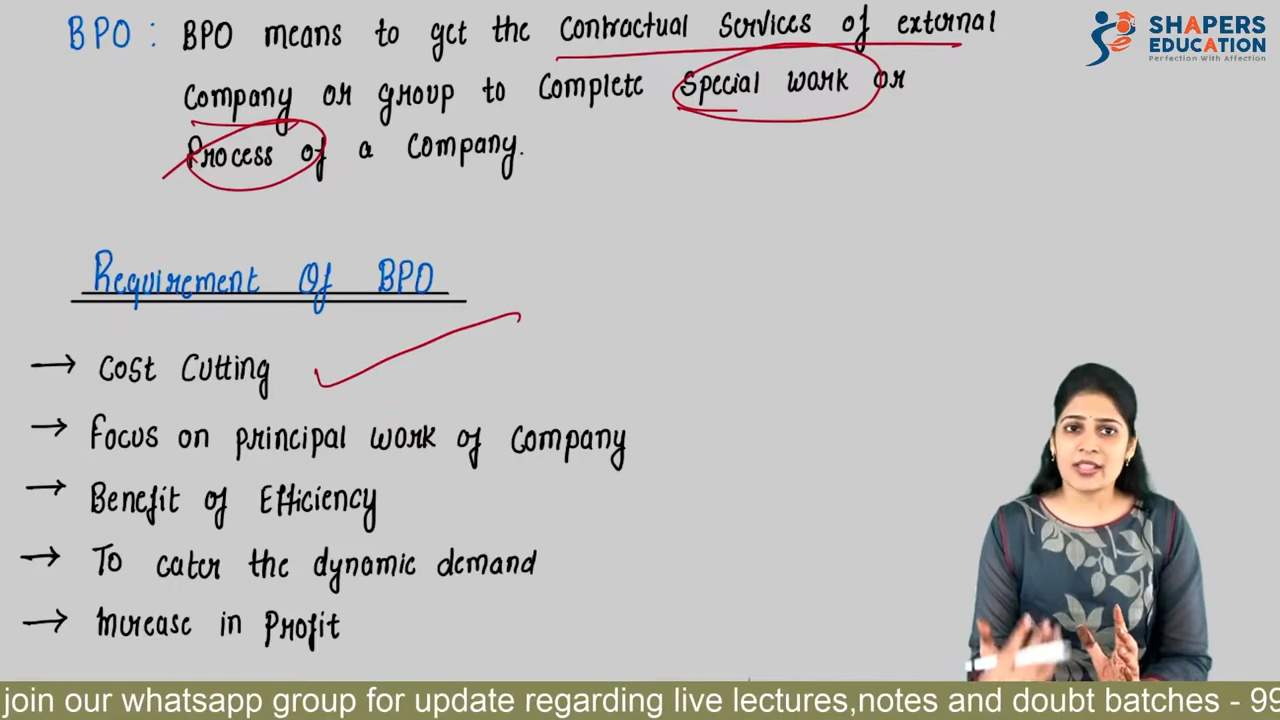 SHAPERS
EDUCATION
Perfection With Affection
BPO : BPO means to get the Contractual Services of external
Company or group to Complete Special work or
Process of a Company.
Requirement Of BPO
→ Cost Cutting
→ Focus on principal work of Company
→ Benefit of Efficiency
→ To cater the dynamic demand
→ Increase in Profit
join our whatsapp group for update regarding live lectures,notes and doubt batches - 99